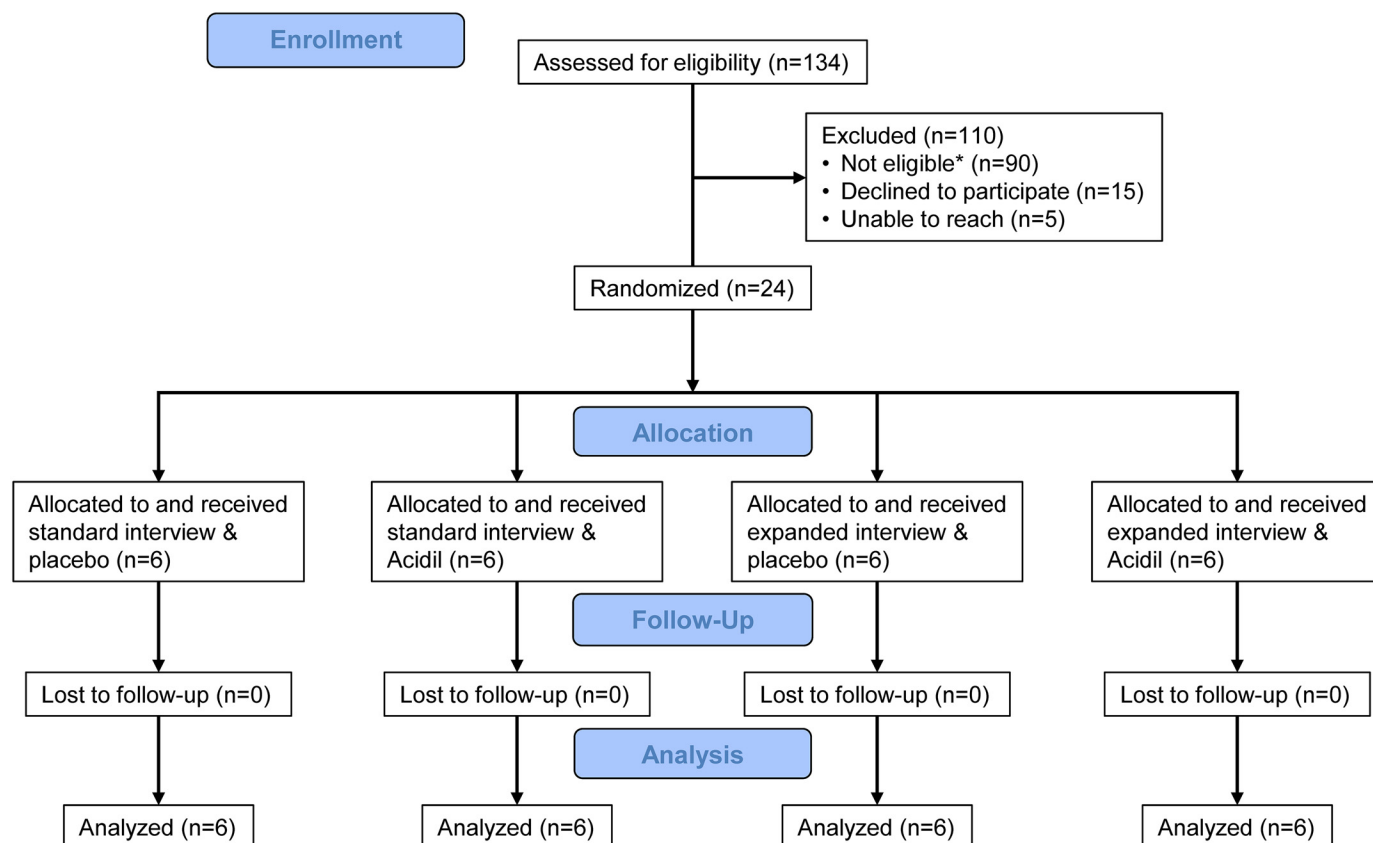 Enrollment
Assessed for eligibility (n=134)
Excluded (n=110)
• Not eligible* (n=90)
• Declined to participate (n=15)
• Unable to reach (n=5)
Randomized (n=24)
Allocation
Allocated to and received
standard interview &
placebo (n=6)
Allocated to and received
standard interview &
Acidil (n=6)
Allocated to and received
expanded interview &
placebo (n=6)
Allocated to and received
expanded interview &
Acidil (n=6)
Follow-Up
Lost to follow-up (n=0)
Lost to follow-up (n=0)
Lost to follow-up (n=0)
Lost to follow-up (n=0)
Analysis
Analyzed (n=6)
Analyzed (n=6)
Analyzed (n=6)
Analyzed (n=6)